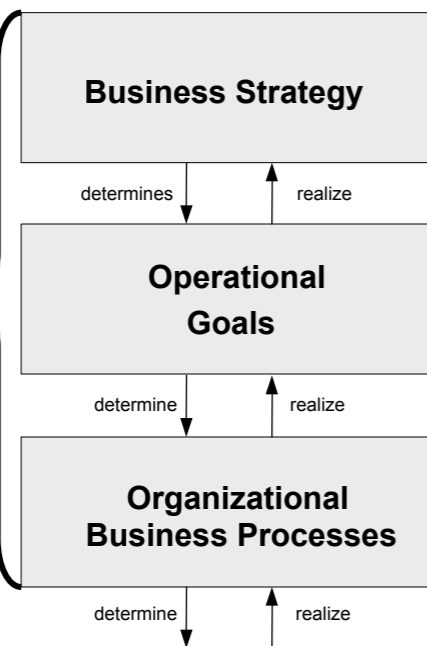 Business Strategy
determines realize
Operational
Goals
determine realize
Organizational
Business Processes
determine realize